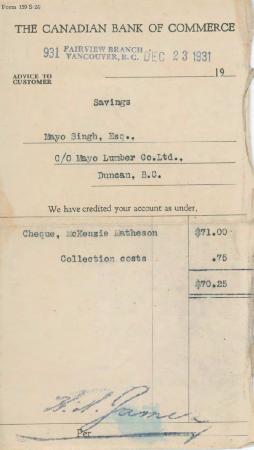 Form 159 S-26
THE CANADIAN BANK OF COMMERCE
931 FAIRVIEW BRANCH
VANCOUVER, B.C. DEC 23 1931
ADVICE TO
CUSTOMER
19
Savings
Mayo Singh, Esq.,
C/O Mayo Lumber Co.Ltd.,
Duncan, B.C.
We have credited your account as under,
Cheque, McKenzie Matheson $71.00
Collection costs .75
$70.25
Per